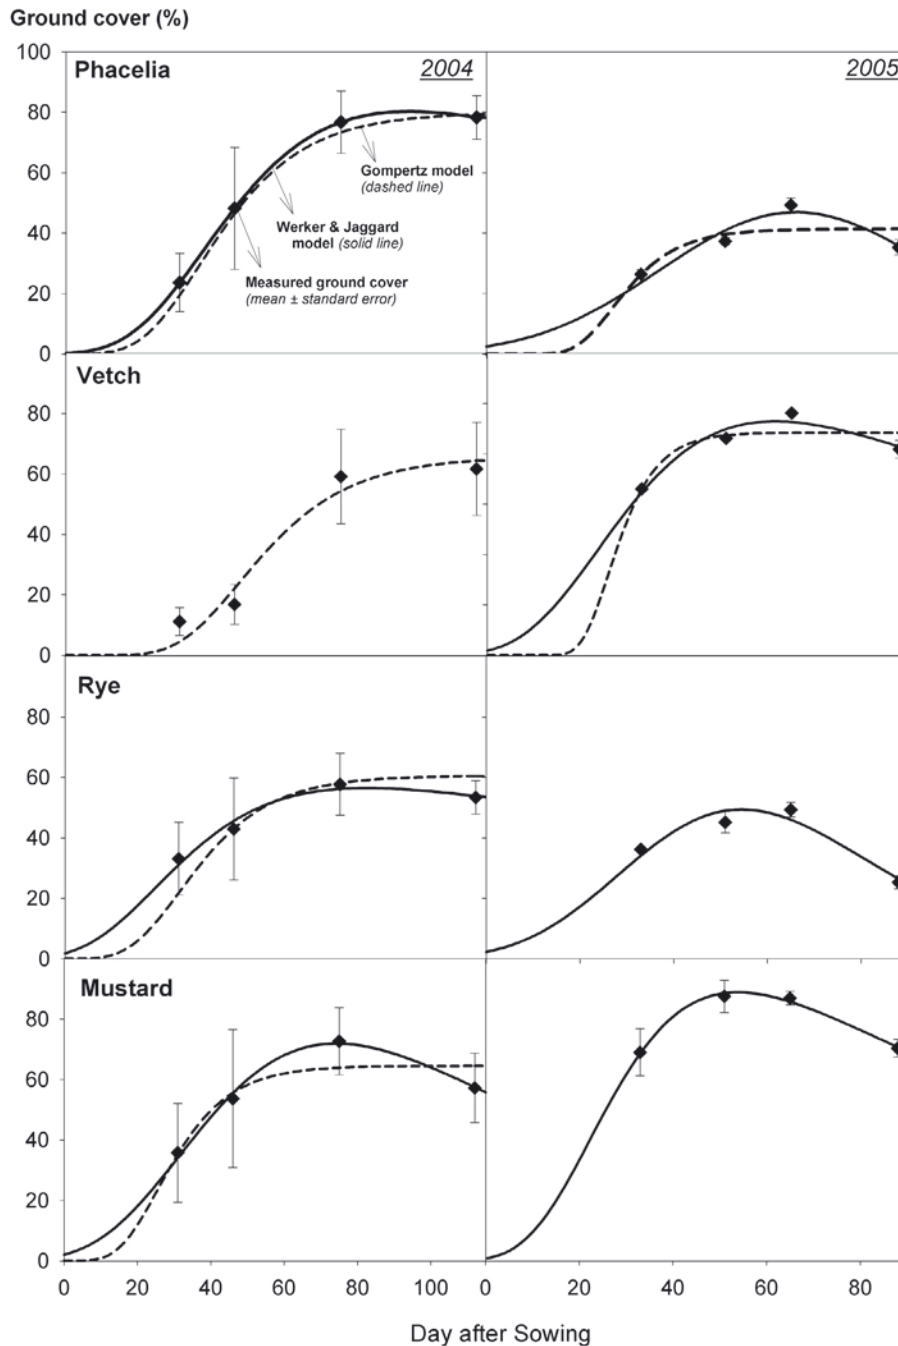 Ground cover (%)
100
Phacelia
2004
2005
80
Gompertz model
(dashed line)
60
Werker & Jaggard
model (solid line)
40
Measured ground cover
(mean ± standard error)
20
0
Vetch
80
60
40
20
0
Rye
80
60
40
20
0
Mustard
80
60
40
20
0
0 20 40 60 80 100 0 20 40 60 80
Day after Sowing